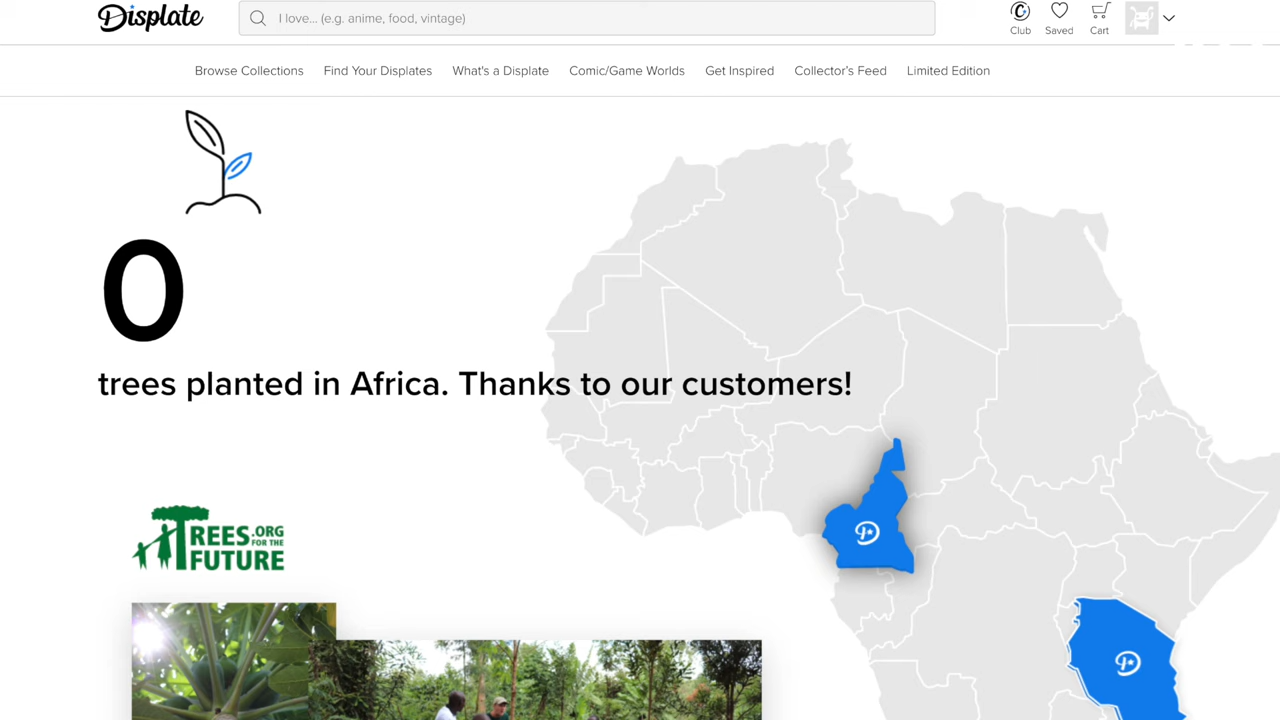 Displate
I love... (e.g. anime, food, vintage)
Club
Saved
Cart
Browse Collections
Find Your Displates
What's a Displate
Comic/Game Worlds
Get Inspired
Collector's Feed
Limited Edition
0
trees planted in Africa. Thanks to our customers!
TREES.ORG
FOR THE
FUTURE